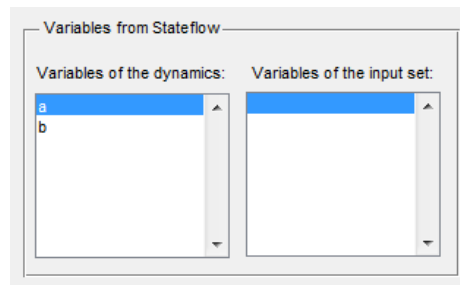 Variables from Stateflow
Variables of the dynamics: Variables of the input set:
a
b